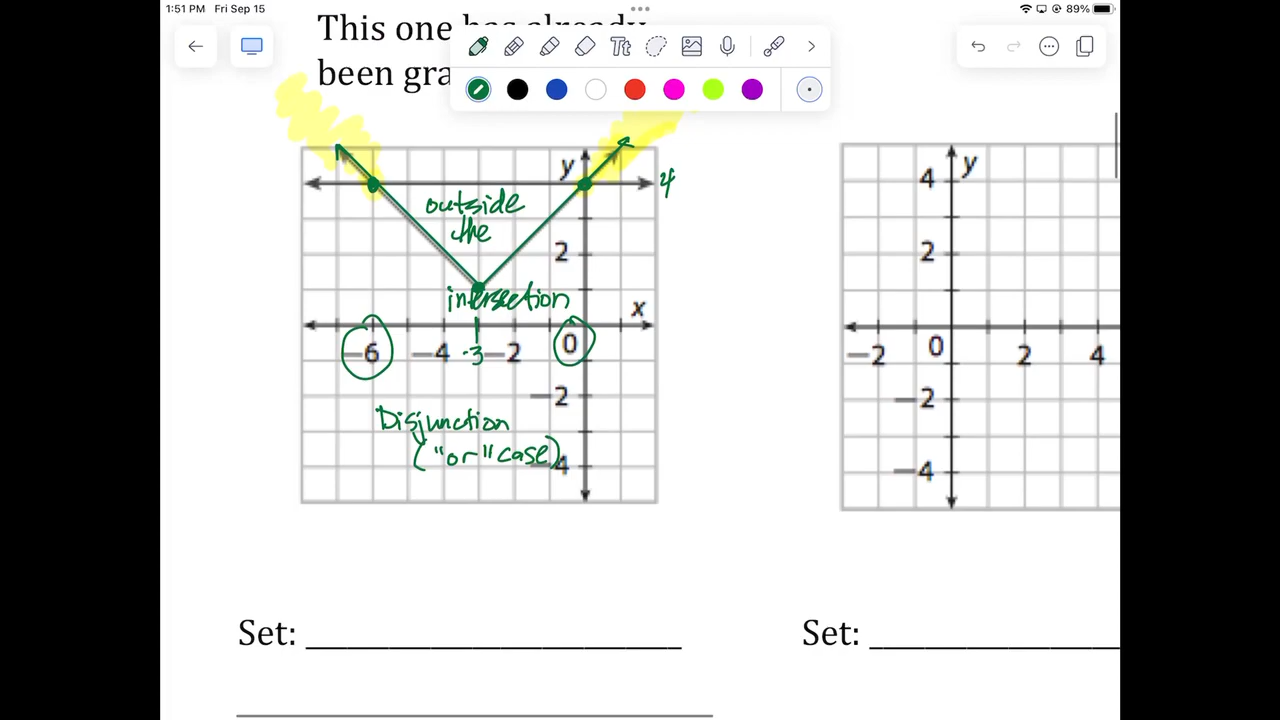 1:51 PM Fri Sep 15
89%
This one has already
been gra
Tt
y
4
outside
the
2
intersection
x
-6 -4 -3 -2 0
-2
Disjunction
("or" case)
-4
4 y
2
-2 0 2 4
-2
-4
Set:
Set: